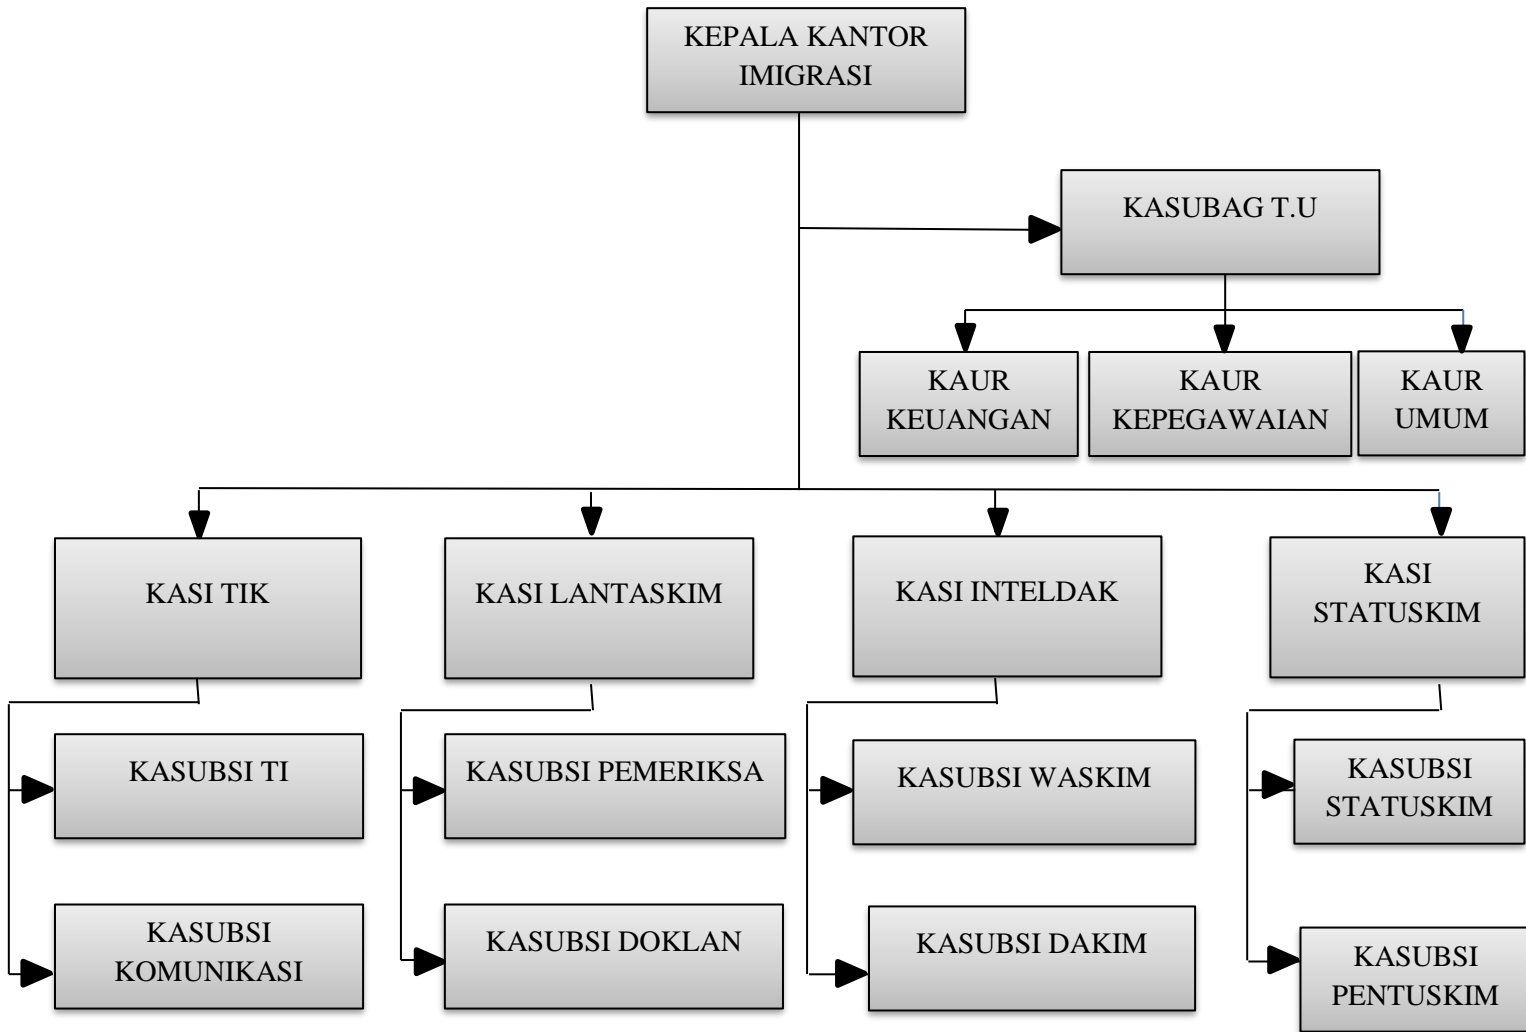 KEPALA KANTOR
IMIGRASI
KASUBAG T.U
KAUR
KEUANGAN
KAUR
KEPEGAWAIAN
KAUR
UMUM
KASI TIK
KASI LANTASKIM
KASI INTELDAK
KASI
STATUSKIM
KASUBSI TI
KASUBSI PEMERIKSA
KASUBSI WASKIM
KASUBSI
STATUSKIM
KASUBSI
KOMUNIKASI
KASUBSI DOKLAN
KASUBSI DAKIM
KASUBSI
PENTUSKIM